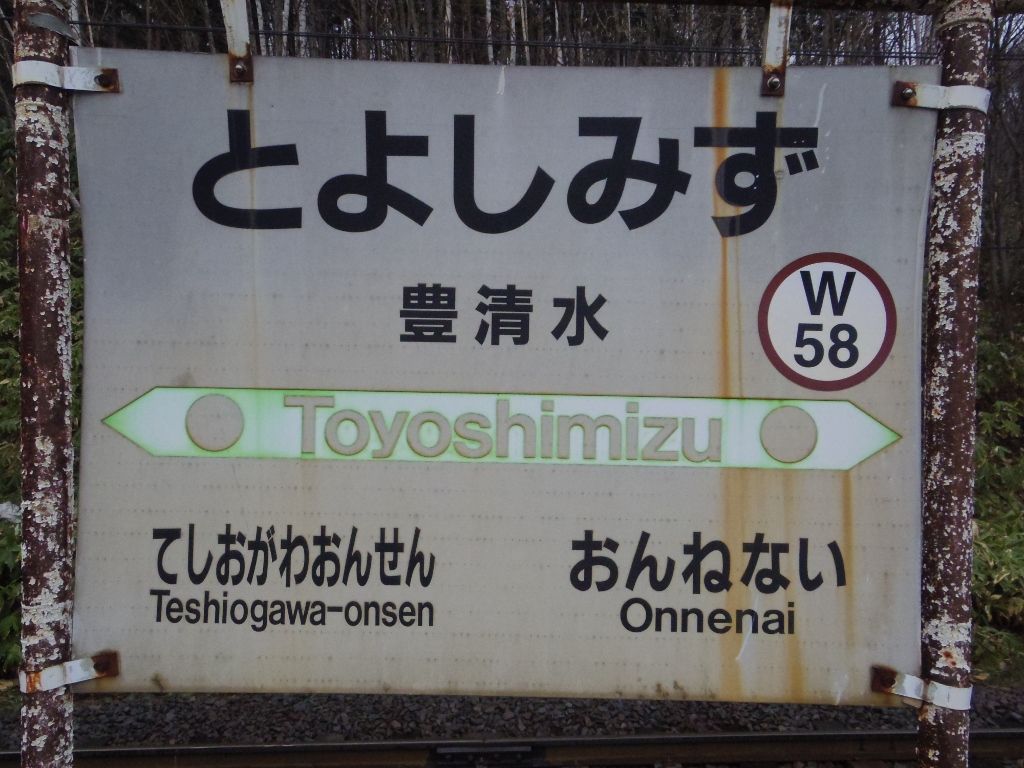 とよしみず
豊清水
W
58
Toyoshimizu
てしおがわおんせん
Teshiogawa-onsen
おんねない
Onnenai